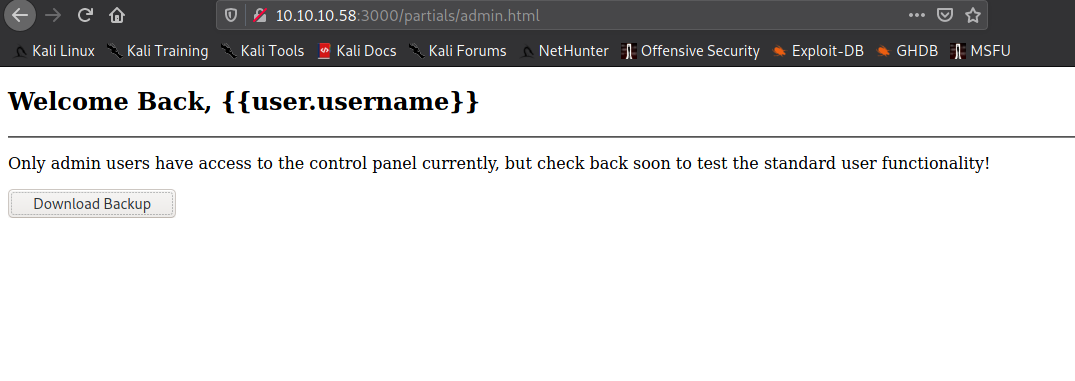 10.10.10.58:3000/partials/admin.html
Kali Linux Kali Training Kali Tools Kali Docs Kali Forums NetHunter Offensive Security Exploit-DB GHDB MSFU
Welcome Back, {{user.username}}
Only admin users have access to the control panel currently, but check back soon to test the standard user functionality!
Download Backup